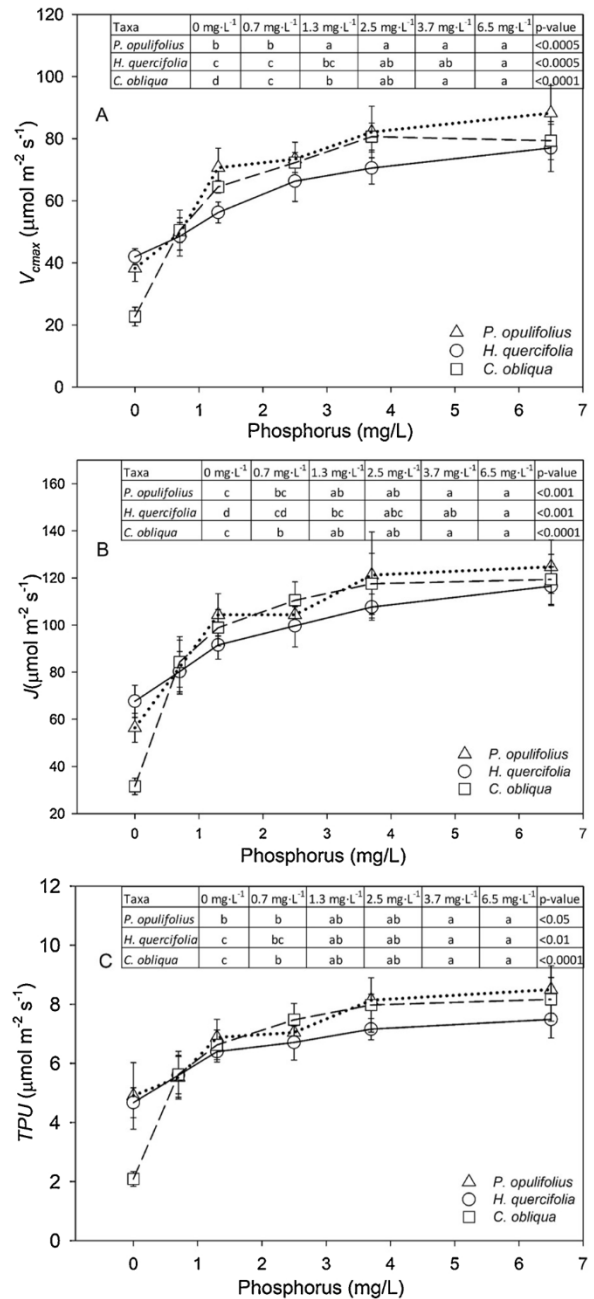 Taxa 0 mg·L⁻¹ 0.7 mg·L⁻¹ 1.3 mg·L⁻¹ 2.5 mg·L⁻¹ 3.7 mg·L⁻¹ 6.5 mg·L⁻¹ p-value
P. opulifolius b b a a a a <0.0005
H. quercifolia c c bc ab ab a <0.0005
C. obliqua d c b ab a a <0.0001
A
120
100
80
60
40
20
0
Vcmax (μmol m⁻² s⁻¹)
P. opulifolius
H. quercifolia
C. obliqua
0 1 2 3 4 5 6 7
Phosphorus (mg/L)
Taxa 0 mg·L⁻¹ 0.7 mg·L⁻¹ 1.3 mg·L⁻¹ 2.5 mg·L⁻¹ 3.7 mg·L⁻¹ 6.5 mg·L⁻¹ p-value
P. opulifolius c bc ab ab a a <0.001
H. quercifolia d cd bc abc ab a <0.001
C. obliqua c b ab ab a a <0.0001
B
160
140
120
100
80
60
40
20
J(μmol m⁻² s⁻¹)
P. opulifolius
H. quercifolia
C. obliqua
0 1 2 3 4 5 6 7
Phosphorus (mg/L)
Taxa 0 mg·L⁻¹ 0.7 mg·L⁻¹ 1.3 mg·L⁻¹ 2.5 mg·L⁻¹ 3.7 mg·L⁻¹ 6.5 mg·L⁻¹ p-value
P. opulifolius b b ab ab a a <0.05
H. quercifolia c bc ab ab a a <0.01
C. obliqua c b ab ab a a <0.0001
C
12
10
8
6
4
2
0
TPU (μmol m⁻² s⁻¹)
P. opulifolius
H. quercifolia
C. obliqua
0 1 2 3 4 5 6 7
Phosphorus (mg/L)